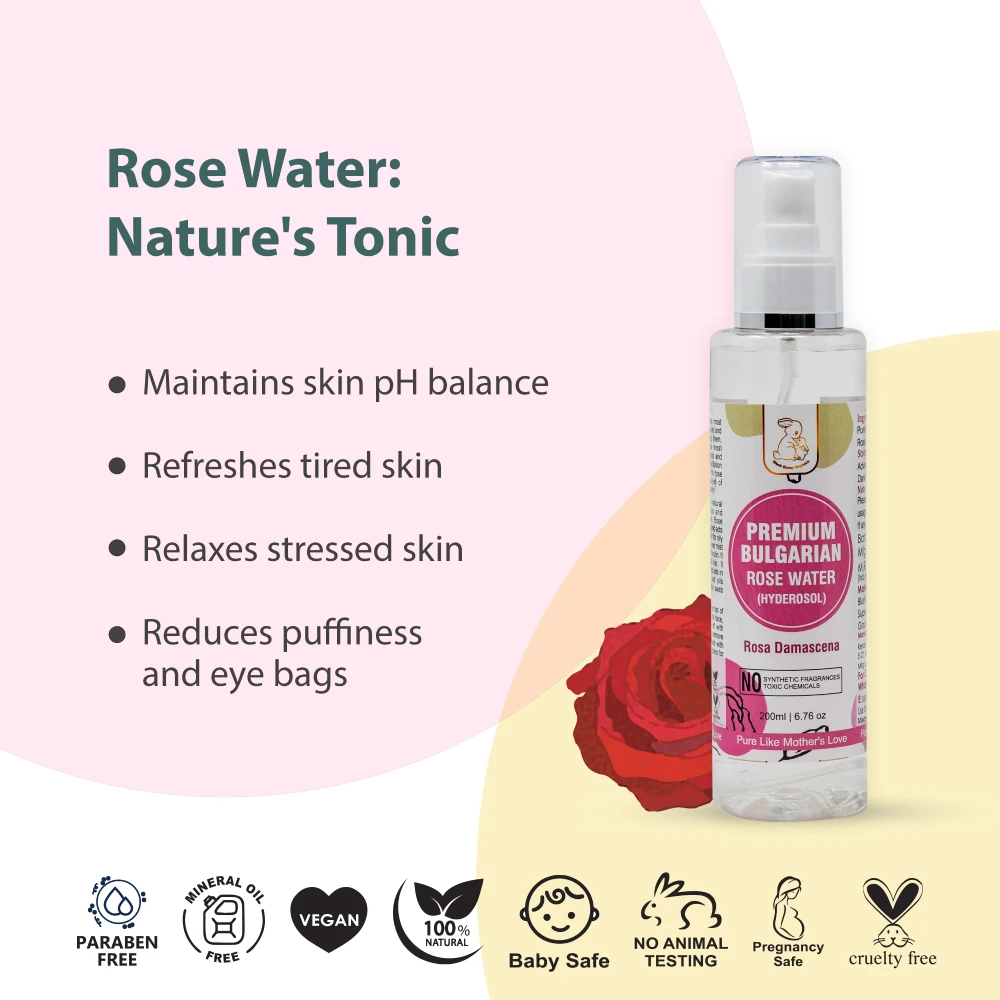 Rose Water:
Nature's Tonic
● Maintains skin pH balance
● Refreshes tired skin
● Relaxes stressed skin
● Reduces puffiness
and eye bags
PREMIUM
BULGARIAN
ROSE WATER
(HYDEROSOL)
Rosa Damascena
NO SYNTHETIC FRAGRANCES
TOXIC CHEMICALS
200ml | 6.76 oz
Pure Like Mother's Love
PARABEN
FREE
MINERAL OIL
FREE
VEGAN
100%
NATURAL
Baby Safe
NO ANIMAL
TESTING
Pregnancy
Safe
cruelty free